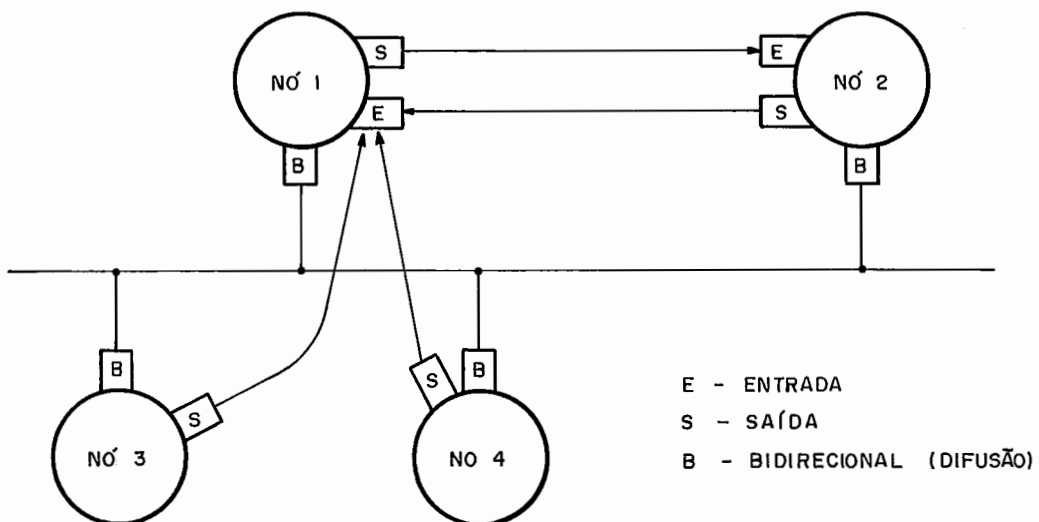 NÓ 1
S
E
B
E
S
NÓ 2
B
B
S
NÓ 3
S
B
NO 4
E - ENTRADA
S - SAÍDA
B - BIDIRECIONAL (DIFUSÃO)